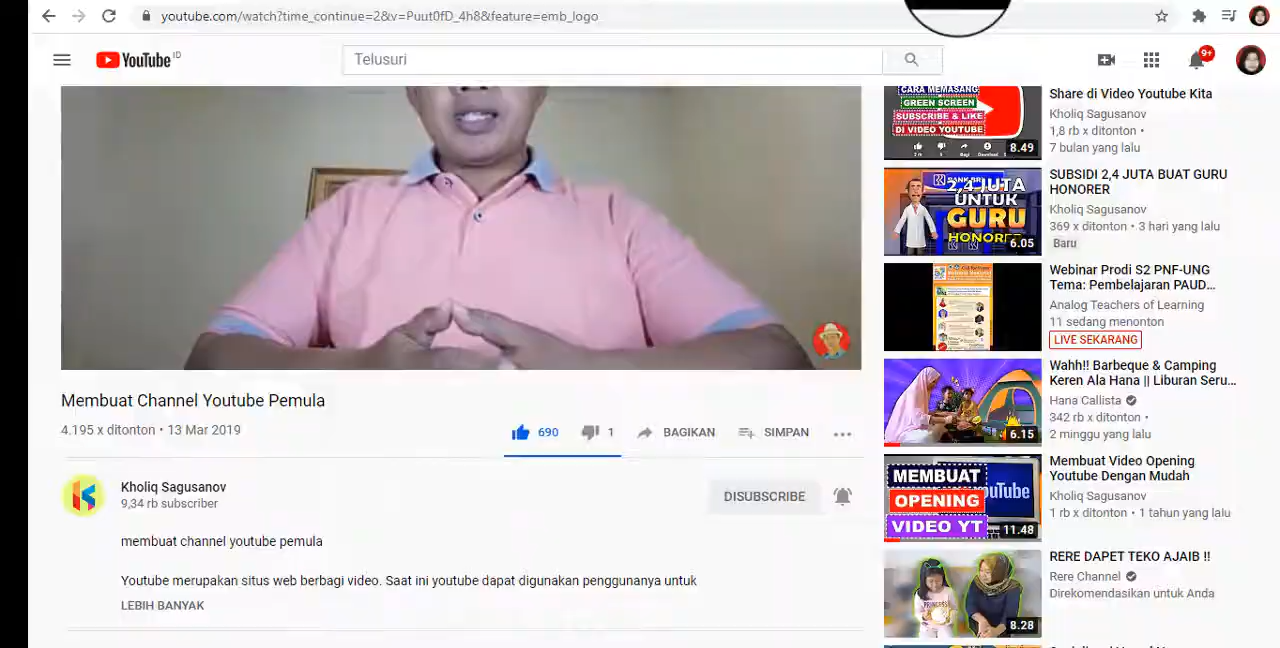 youtube.com/watch?time_continue=2&v=Puut0fD_4h8&feature=emb_logo
YouTube ID
Telusuri
9+
Membuat Channel Youtube Pemula
4.195 x ditonton • 13 Mar 2019
690
1
BAGIKAN
SIMPAN
Kholiq Sagusanov
9,34 rb subscriber
DISUBSCRIBE
membuat channel youtube pemula
Youtube merupakan situs web berbagi video. Saat ini youtube dapat digunakan penggunanya untuk
LEBIH BANYAK
CARA MEMASANG
GREEN SCREEN
SUBSCRIBE & LIKE
DI VIDEO YOUTUBE
8.49
Share di Video Youtube Kita
Kholiq Sagusanov
1,8 rb x ditonton •
7 bulan yang lalu
2,4 JUTA
UNTUK
GURU
HONORER
6.05
SUBSIDI 2,4 JUTA BUAT GURU
HONORER
Kholiq Sagusanov
369 x ditonton • 3 hari yang lalu
Baru
Webinar Prodi S2 PNF-UNG
Tema: Pembelajaran PAUD...
Analog Teachers of Learning
11 sedang menonton
LIVE SEKARANG
6.15
Wahh!! Barbeque & Camping
Keren Ala Hana || Liburan Seru...
Hana Callista
342 rb x ditonton •
2 minggu yang lalu
MEMBUAT
OPENING
VIDEO YT
ouTube
11.48
Membuat Video Opening
Youtube Dengan Mudah
Kholiq Sagusanov
1 rb x ditonton • 1 tahun yang lalu
PRINCESS
8.28
RERE DAPET TEKO AJAIB !!
Rere Channel
Direkomendasikan untuk Anda